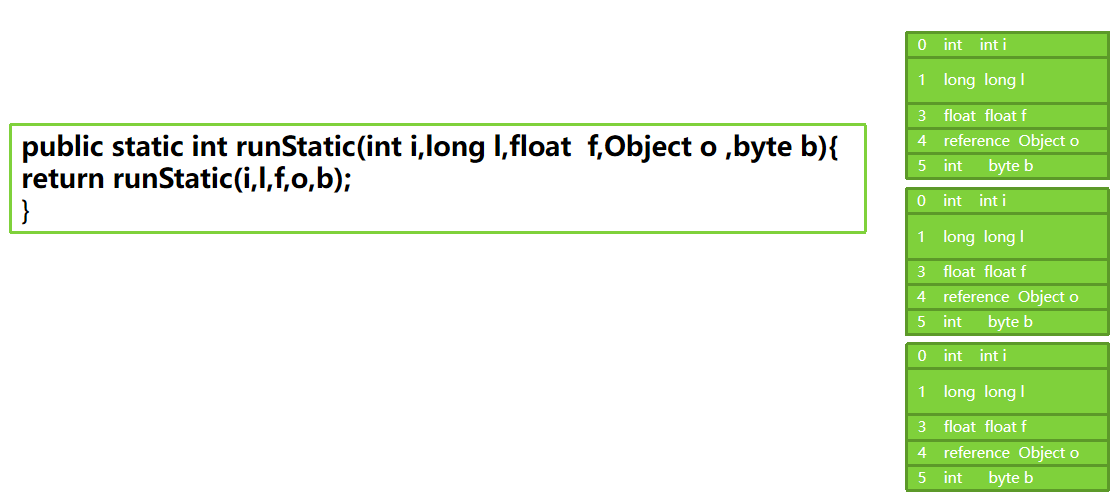 public static int runStatic(int i,long l,float  f,Object o ,byte b){
return runStatic(i,l,f,o,b);
}
0 int int i
1 long long l
3 float float f
4 reference Object o
5 int byte b
0 int int i
1 long long l
3 float float f
4 reference Object o
5 int byte b
0 int int i
1 long long l
3 float float f
4 reference Object o
5 int byte b